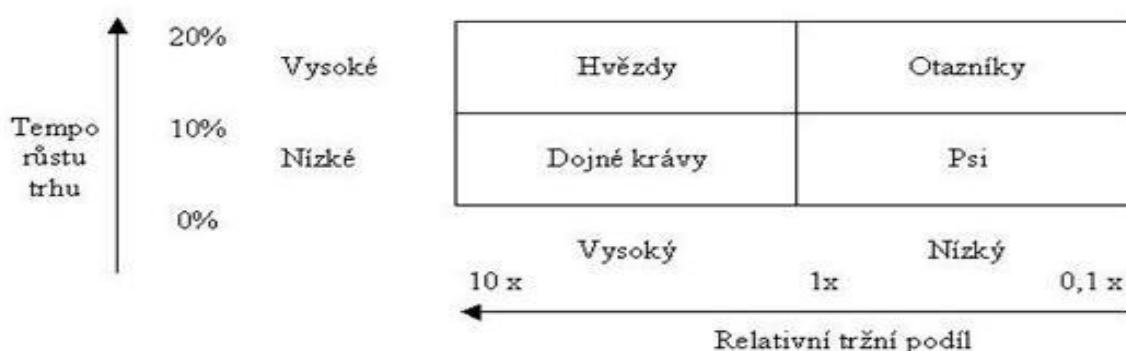 20%
Vysoké
Hvězdy
Otazníky
Tempo
růstu
trhu
10%
Nízké
Dojné krávy
Psi
0%
Vysoký
Nízký
10 x
1x
0,1 x
Relativní tržní podíl